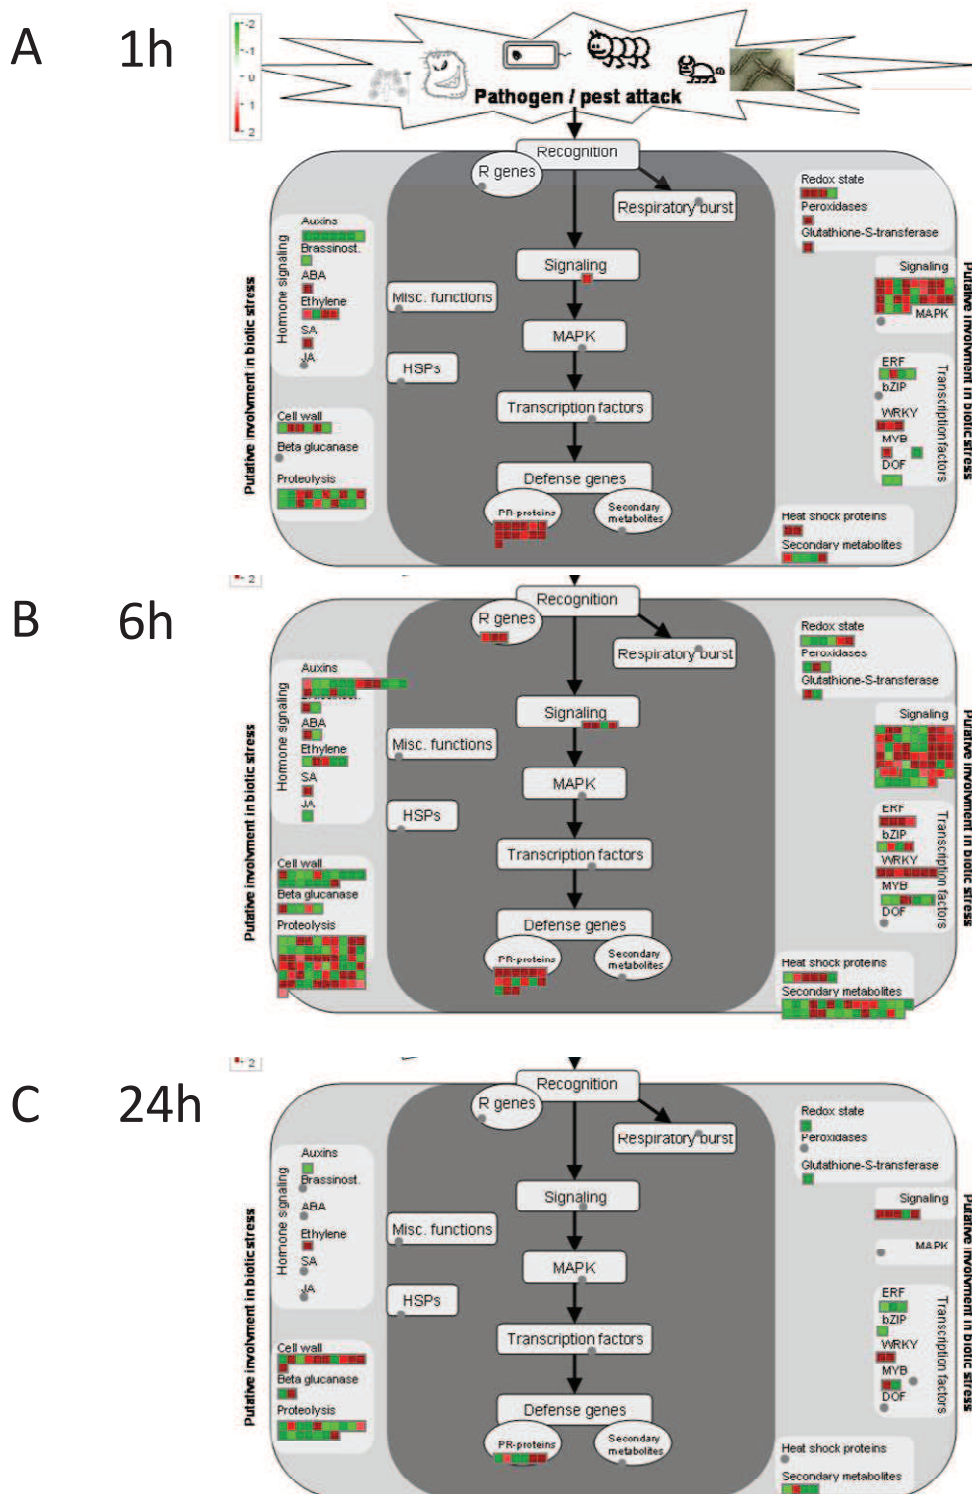 A 1h
-2
-1
0
1
2
Pathogen / pest attack
Recognition
R genes
Respiratory burst
Redox state
Peroxidases
Glutathione-S-transferase
Putative involvment in biotic stress
Hormone signaling
Auxins
Brassinost.
ABA
Ethylene
SA
JA
Signaling
Misc. functions
MAPK
HSPs
Transcription factors
Defense genes
PR-proteins
Secondary metabolites
Cell wall
Beta glucanase
Proteolysis
Signaling
MAPK
ERF
bZIP
WRKY
MYB
DOF
Transcription factors
Putative involvment in biotic stress
Heat shock proteins
Secondary metabolites
B 6h
2
Recognition
R genes
Respiratory burst
Redox state
Peroxidases
Glutathione-S-transferase
Putative involvment in biotic stress
Hormone signaling
Auxins
Brassinost.
ABA
Ethylene
SA
JA
Signaling
Misc. functions
MAPK
HSPs
Transcription factors
Defense genes
PR-proteins
Secondary metabolites
Cell wall
Beta glucanase
Proteolysis
Signaling
ERF
bZIP
WRKY
MYB
DOF
Transcription factors
Putative involvment in biotic stress
Heat shock proteins
Secondary metabolites
C 24h
2
Recognition
R genes
Respiratory burst
Redox state
Peroxidases
Glutathione-S-transferase
Putative involvment in biotic stress
Hormone signaling
Auxins
Brassinost.
ABA
Ethylene
SA
JA
Signaling
Misc. functions
MAPK
HSPs
Transcription factors
Defense genes
PR-proteins
Secondary metabolites
Cell wall
Beta glucanase
Proteolysis
Signaling
MAPK
ERF
bZIP
WRKY
MYB
DOF
Transcription factors
Putative involvment in biotic stress
Heat shock proteins
Secondary metabolites